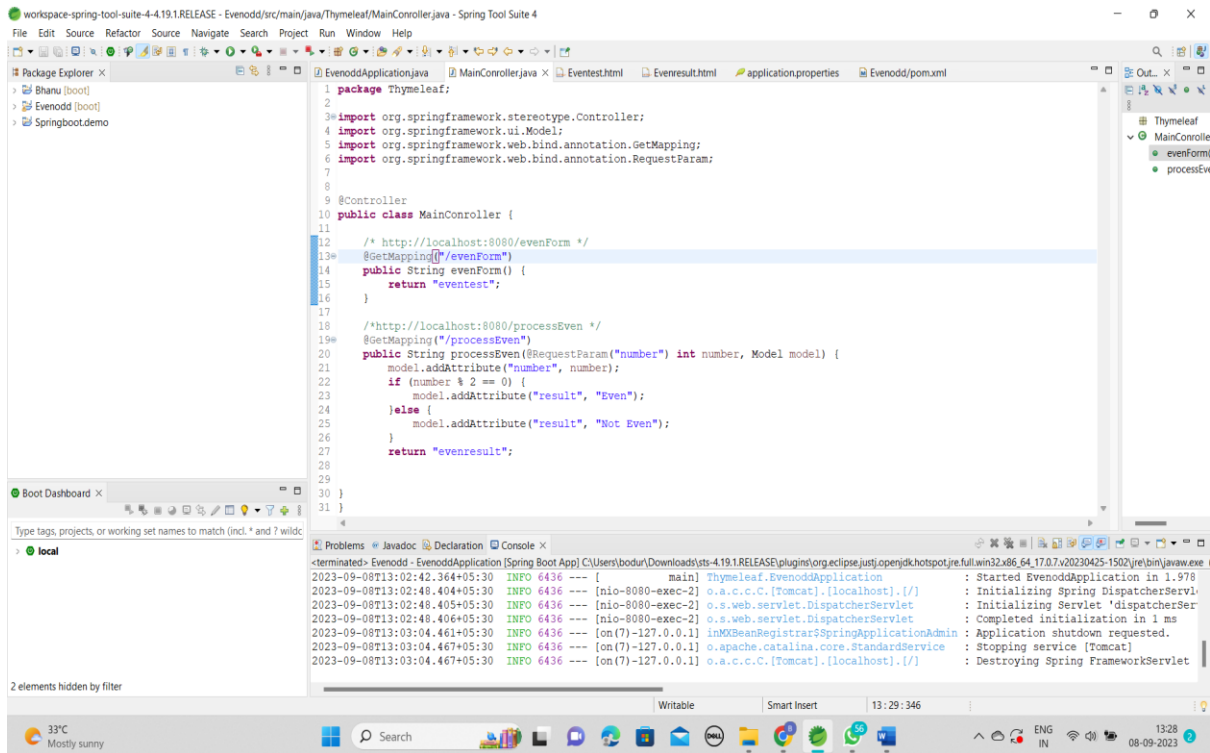 workspace-spring-tool-suite-4-4.19.1.RELEASE - Evenodd/src/main/java/Thymeleaf/MainConroller.java - Spring Tool Suite 4
File Edit Source Refactor Source Navigate Search Project Run Window Help
Package Explorer
Bhanu [boot]
Evenodd [boot]
Springboot.demo
EvenoddApplication.java MainConroller.java Eventest.html Evenresult.html application.properties Evenodd/pom.xml
1 package Thymeleaf;
2
3 import org.springframework.stereotype.Controller;
4 import org.springframework.ui.Model;
5 import org.springframework.web.bind.annotation.GetMapping;
6 import org.springframework.web.bind.annotation.RequestParam;
7
8
9 @Controller
10 public class MainConroller {
11
12 /* http://localhost:8080/evenForm */
13 @GetMapping("/evenForm")
14 public String evenForm() {
15 return "eventest";
16 }
17
18 /*http://localhost:8080/processEven */
19 @GetMapping("/processEven")
20 public String processEven(@RequestParam("number") int number, Model model) {
21 model.addAttribute("number", number);
22 if (number % 2 == 0) {
23 model.addAttribute("result", "Even");
24 }else {
25 model.addAttribute("result", "Not Even");
26 }
27 return "evenresult";
28
29
30 }
31 }
Out...
Thymeleaf
MainConrolle
evenForm(
processEve
Boot Dashboard
Type tags, projects, or working set names to match (incl. * and ? wildc
local
2 elements hidden by filter
Problems Javadoc Declaration Console
<terminated> Evenodd - EvenoddApplication [Spring Boot App] C:\Users\bodur\Downloads\sts-4.19.1.RELEASE\plugins\org.eclipse.justj.openjdk.hotspot.jre.full.win32.x86_64_17.0.7.v20230425-1502\jre\bin\javaw.exe
2023-09-08T13:02:42.364+05:30 INFO 6436 --- [ main] Thymeleaf.EvenoddApplication : Started EvenoddApplication in 1.978
2023-09-08T13:02:48.404+05:30 INFO 6436 --- [nio-8080-exec-2] o.a.c.c.C.[Tomcat].[localhost].[/] : Initializing Spring DispatcherServl
2023-09-08T13:02:48.405+05:30 INFO 6436 --- [nio-8080-exec-2] o.s.web.servlet.DispatcherServlet : Initializing Servlet 'dispatcherSer
2023-09-08T13:02:48.406+05:30 INFO 6436 --- [nio-8080-exec-2] o.s.web.servlet.DispatcherServlet : Completed initialization in 1 ms
2023-09-08T13:03:04.461+05:30 INFO 6436 --- [on(7)-127.0.0.1] inMXBeanRegistrar$SpringApplicationAdmin : Application shutdown requested.
2023-09-08T13:03:04.467+05:30 INFO 6436 --- [on(7)-127.0.0.1] o.apache.catalina.core.StandardService : Stopping service [Tomcat]
2023-09-08T13:03:04.467+05:30 INFO 6436 --- [on(7)-127.0.0.1] o.a.c.c.C.[Tomcat].[localhost].[/] : Destroying Spring FrameworkServlet
Writable Smart Insert 13 : 29 : 346
33°C
Mostly sunny
Search
DELL
56
ENG
IN
13:28
08-09-2023
2